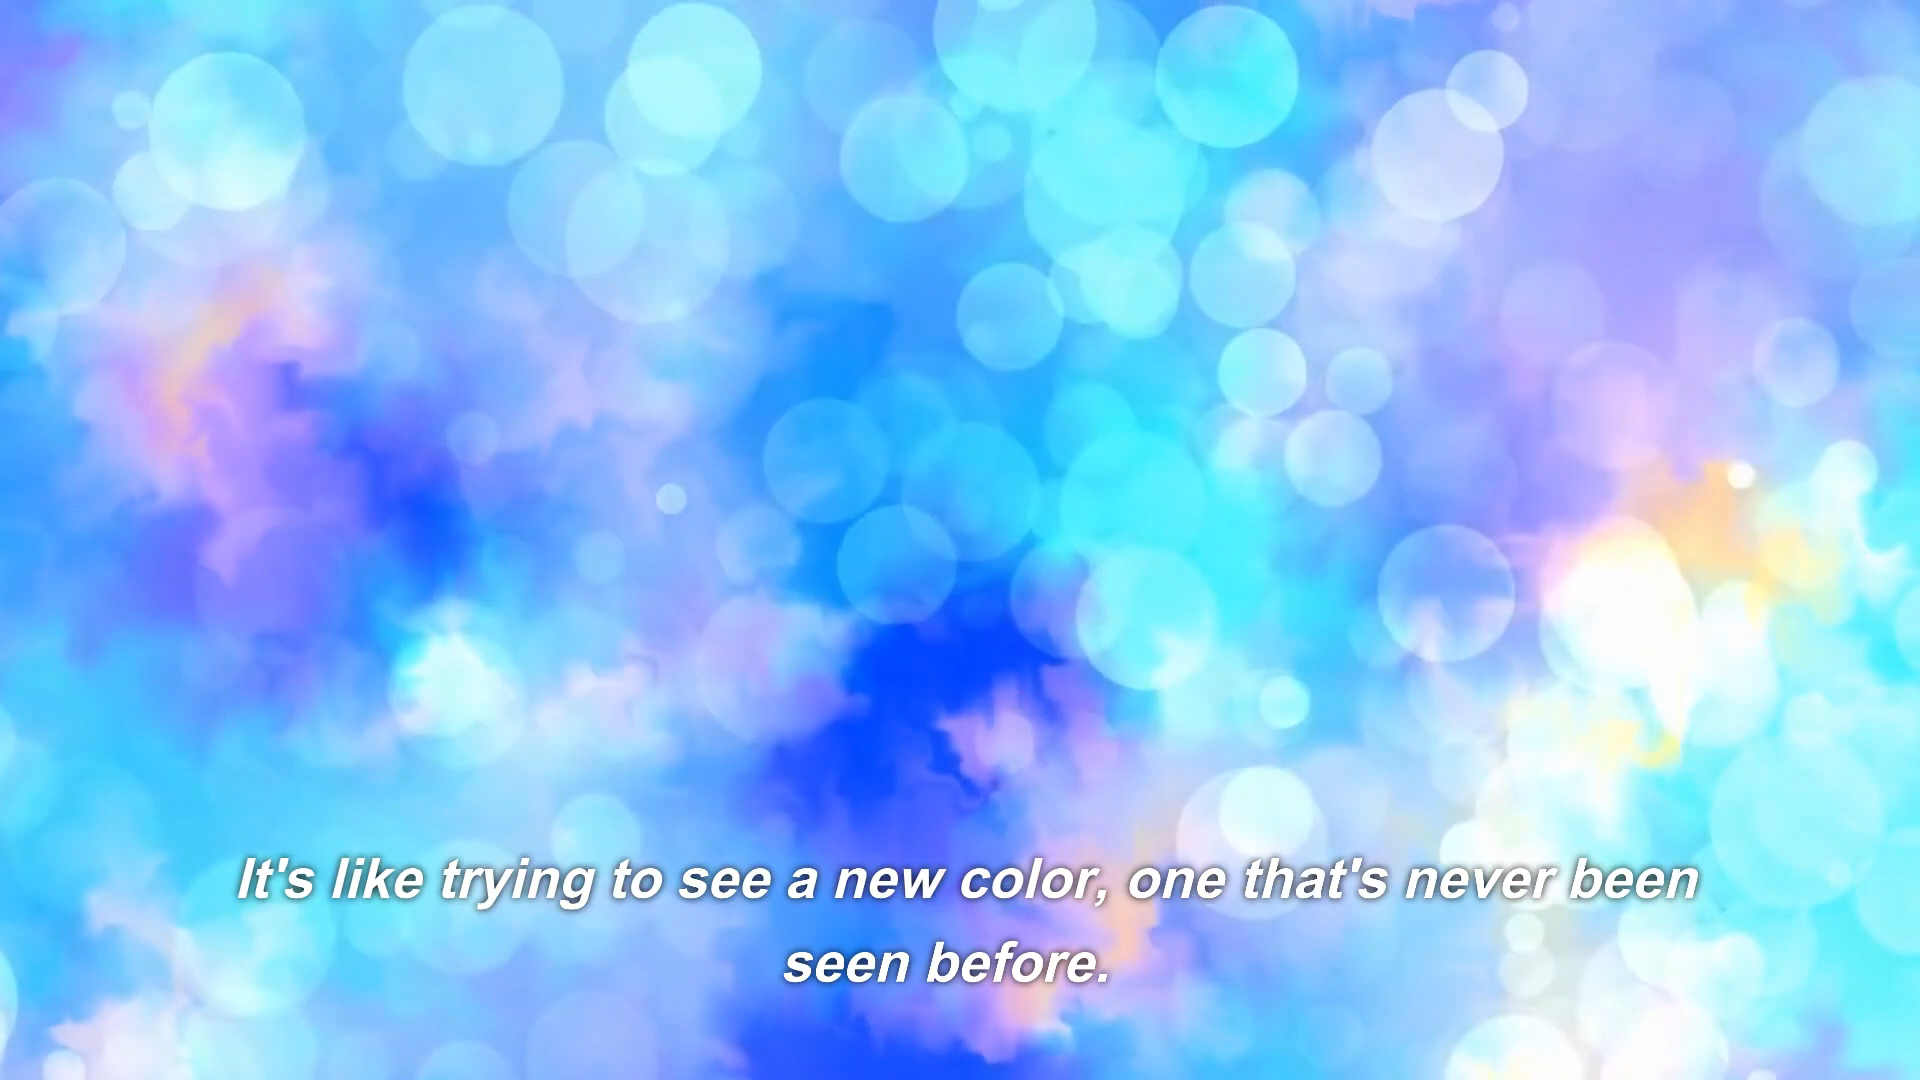 It's like trying to see a new color, one that's never been
seen before.